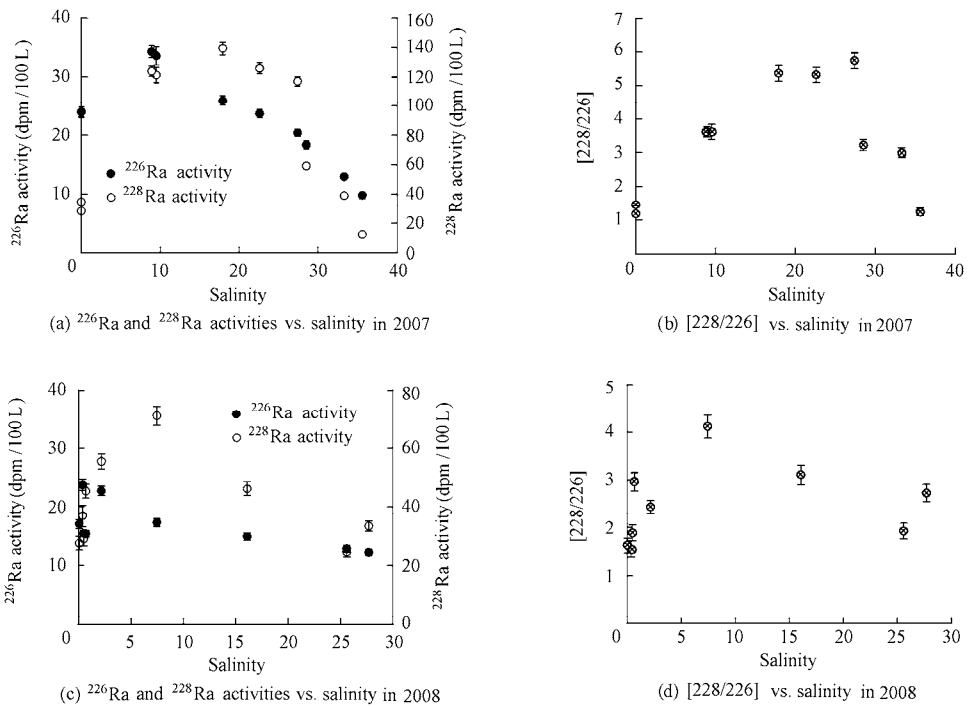 40
30
20
10
0
160
140
120
100
80
60
40
20
0
0 10 20 30 40
²²⁶Ra activity (dpm /100 L)
²²⁸Ra activity (dpm /100 L)
²²⁶Ra activity
²²⁸Ra activity
Salinity
(a) ²²⁶Ra and ²²⁸Ra activities vs. salinity in 2007
7
6
5
4
3
2
1
0 10 20 30 40
[228/226]
Salinity
(b) [228/226] vs. salinity in 2007
40
30
20
10
80
60
40
20
0
0 5 10 15 20 25 30
²²⁶Ra activity (dpm /100 L)
²²⁸Ra activity (dpm /100 L)
²²⁶Ra activity
²²⁸Ra activity
Salinity
(c) ²²⁶Ra and ²²⁸Ra activities vs. salinity in 2008
5
4
3
2
1
0 5 10 15 20 25 30
[228/226]
Salinity
(d) [228/226] vs. salinity in 2008